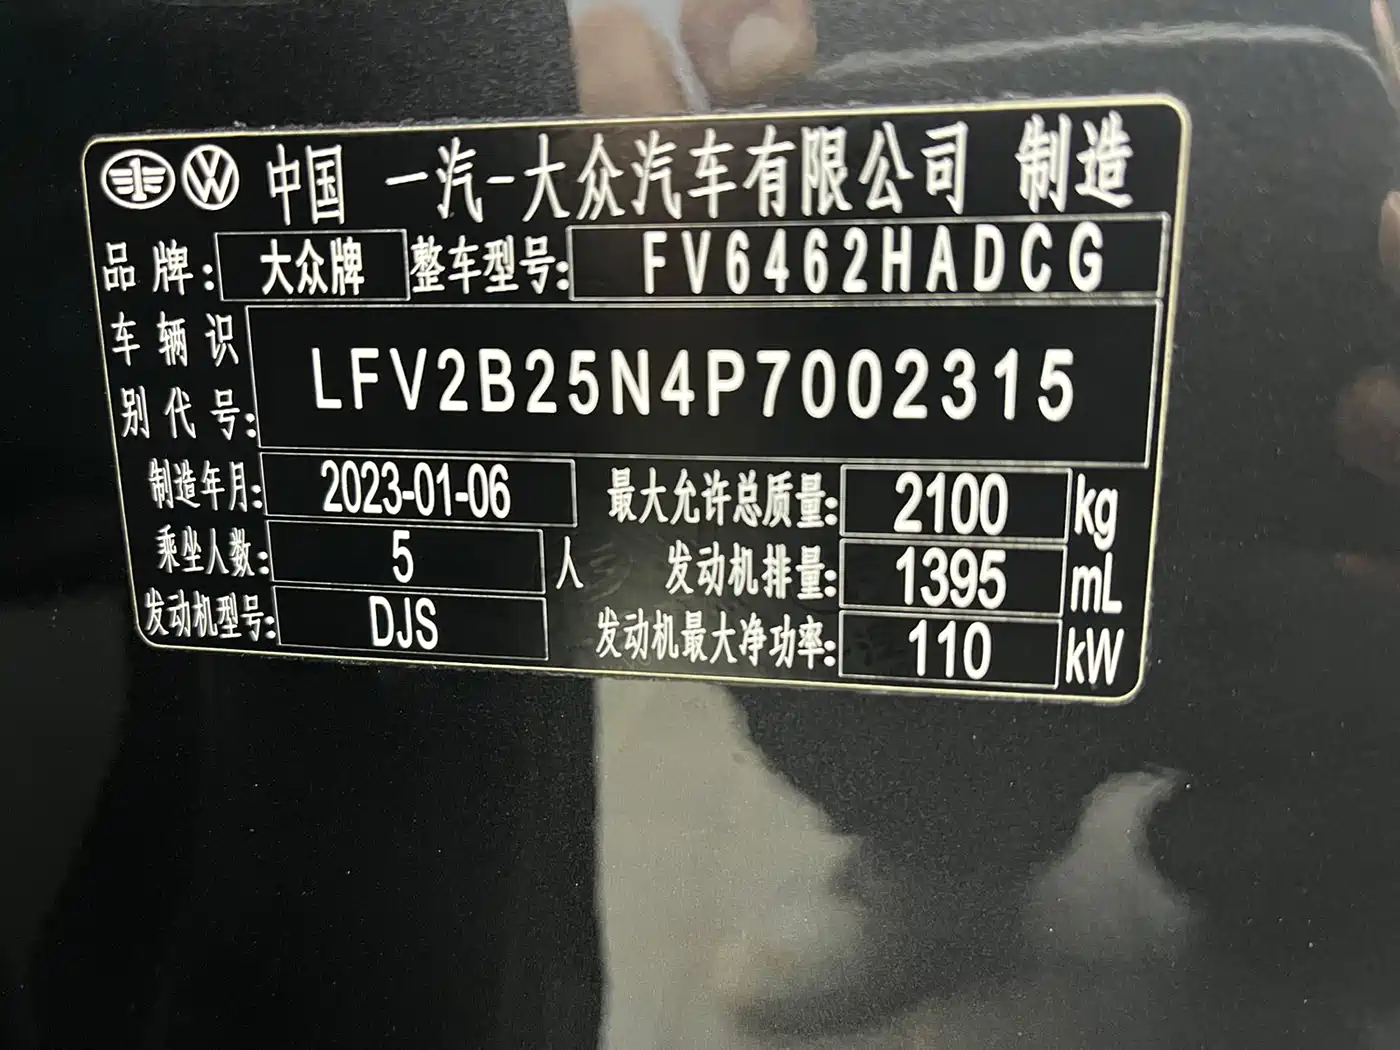 中国 一汽-大众汽车有限公司 制造
品牌: 大众牌 整车型号: FV6462HADCG
车辆识别代号: LFV2B25N4P7002315
制造年月: 2023-01-06 最大允许总质量: 2100 kg
乘坐人数: 5 人 发动机排量: 1395 mL
发动机型号: DJS 发动机最大净功率: 110 kW